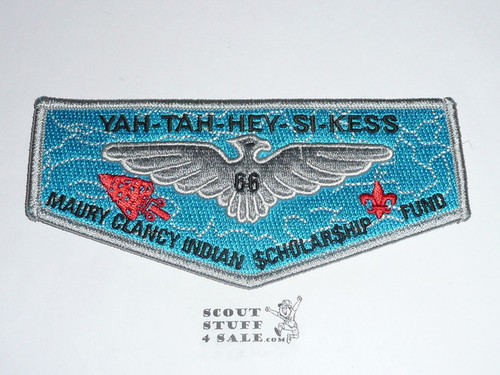 YAH-TAH-HEY-SI-KESS
66
MAURY CLANCY INDIAN $CHOLAR$HIP FUND
SCOUT
STUFF
4 SALE.com